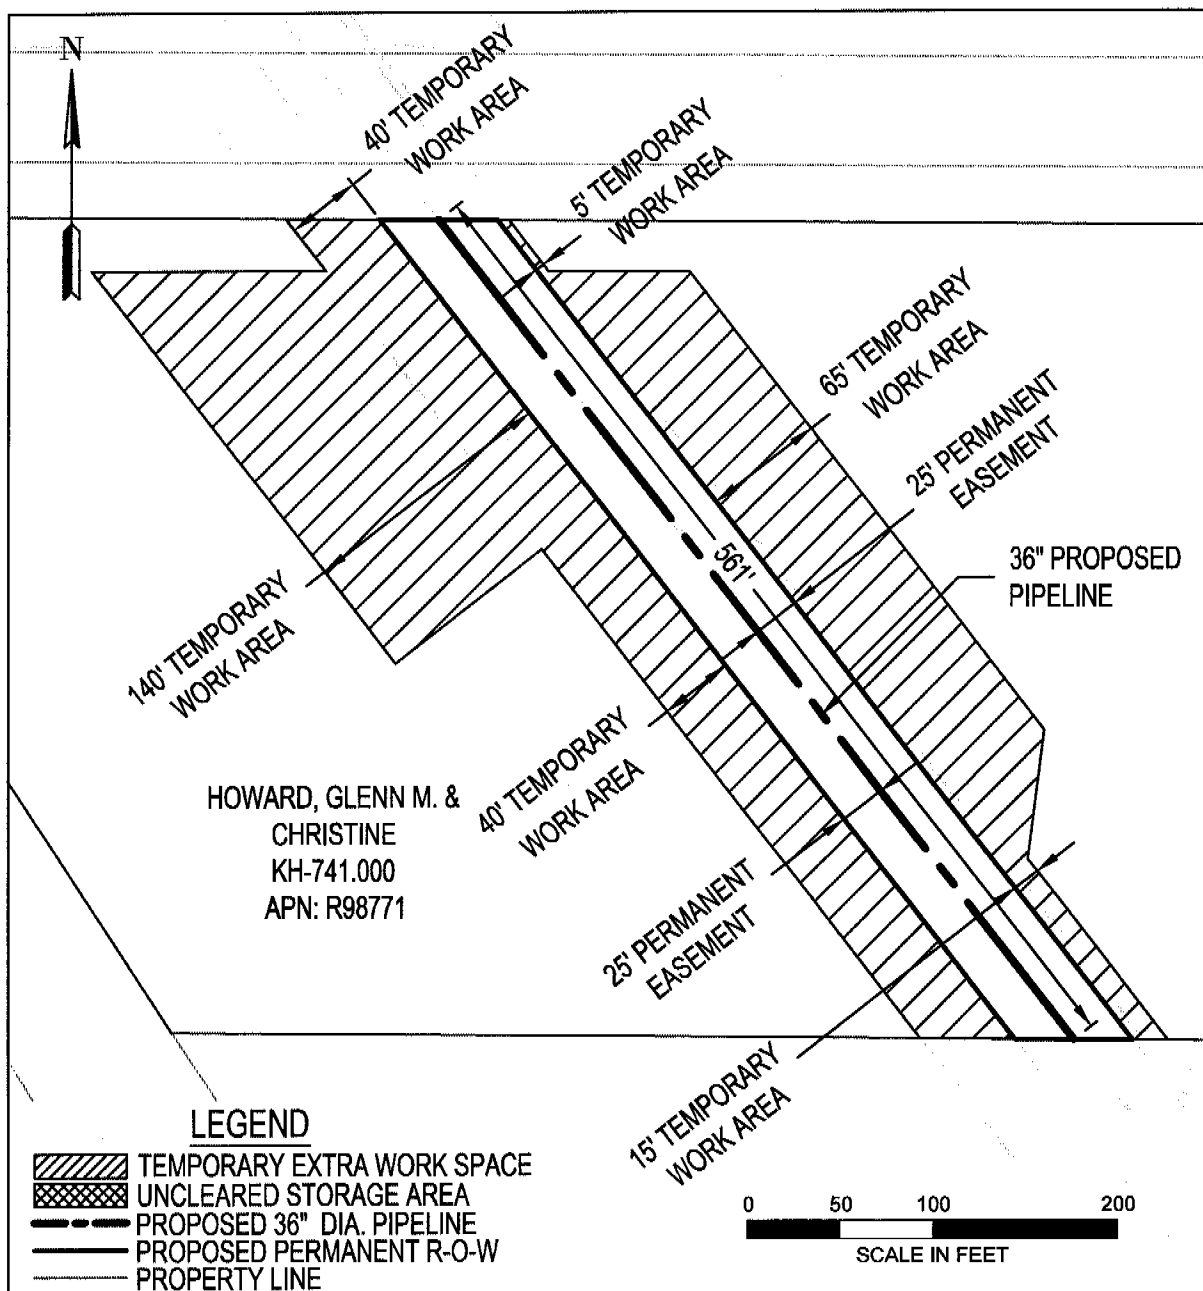 N
40' TEMPORARY
WORK AREA
5' TEMPORARY
WORK AREA
65' TEMPORARY
WORK AREA
25' PERMANENT
EASEMENT
36" PROPOSED
PIPELINE
561'
140' TEMPORARY
WORK AREA
40' TEMPORARY
WORK AREA
HOWARD, GLENN M. &
CHRISTINE
KH-741.000
APN: R98771
25' PERMANENT
EASEMENT
15' TEMPORARY
WORK AREA
LEGEND
TEMPORARY EXTRA WORK SPACE
UNCLEARED STORAGE AREA
PROPOSED 36" DIA. PIPELINE
PROPOSED PERMANENT R-O-W
PROPERTY LINE
0 50 100 200
SCALE IN FEET